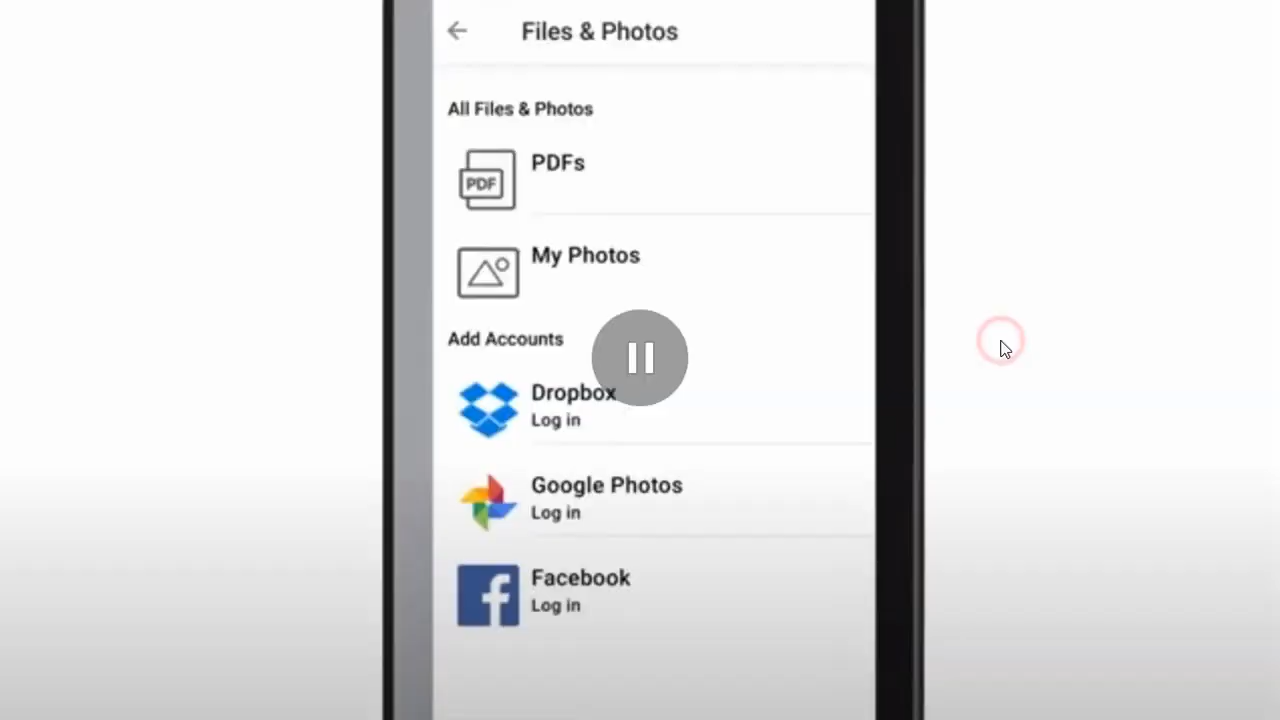 Files & Photos
All Files & Photos
PDFs
PDF
My Photos
Add Accounts
Dropbox
Log in
Google Photos
Log in
Facebook
Log in